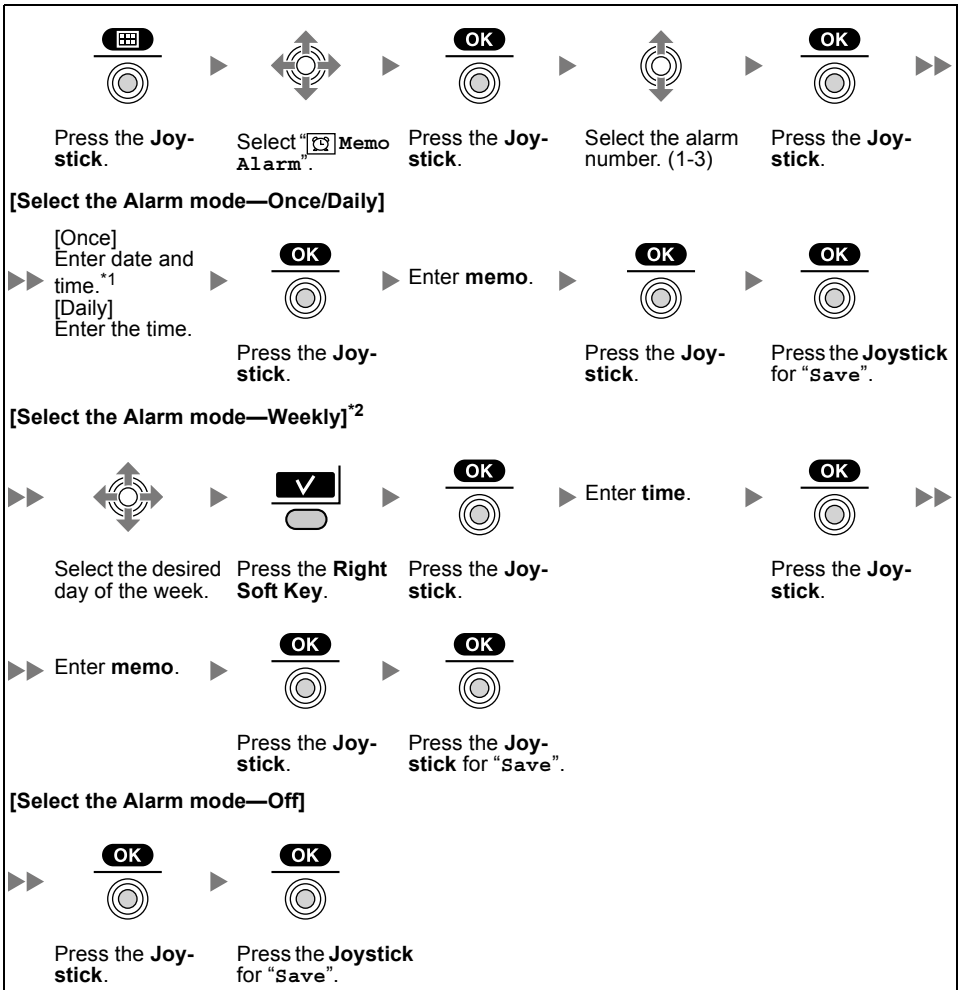 OK OK
Press the Joy-
stick.
Select “Memo
Alarm”.
Press the Joy-
stick.
Select the alarm
number. (1-3)
Press the Joy-
stick.
[Select the Alarm mode—Once/Daily]
[Once]
Enter date and
time.*1
[Daily]
Enter the time.
OK
Press the Joy-
stick.
Enter memo.
OK
Press the Joy-
stick.
OK
Press the Joystick
for “Save”.
[Select the Alarm mode—Weekly]*2
Select the desired
day of the week.
Press the Right
Soft Key.
OK
Press the Joy-
stick.
Enter time.
OK
Press the Joy-
stick.
Enter memo.
OK
Press the Joy-
stick.
OK
Press the Joy-
stick for “Save”.
[Select the Alarm mode—Off]
OK
Press the Joy-
stick.
OK
Press the Joystick
for “Save”.